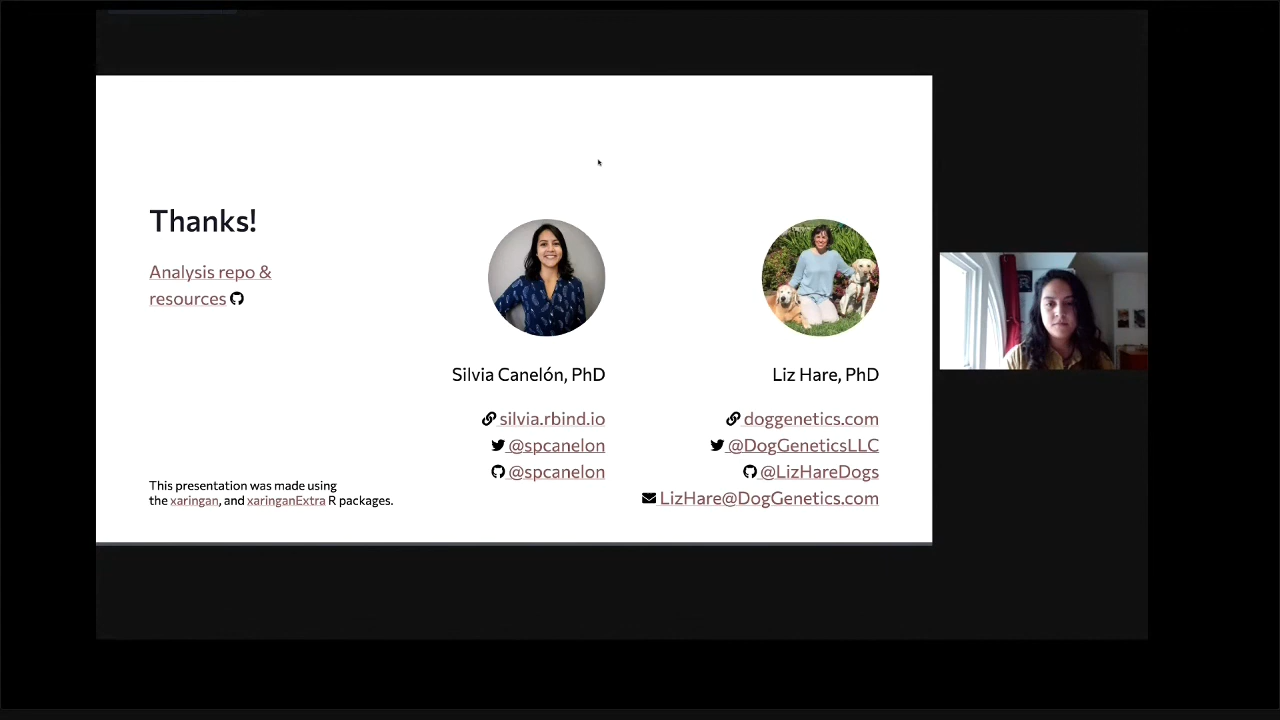 Thanks!
Analysis repo &
resources
This presentation was made using
the xaringan, and xaringanExtra R packages.
Silvia Canelón, PhD
silvia.rbind.io
@spcanelon
@spcanelon
Liz Hare, PhD
doggenetics.com
@DogGeneticsLLC
@LizHareDogs
LizHare@DogGenetics.com